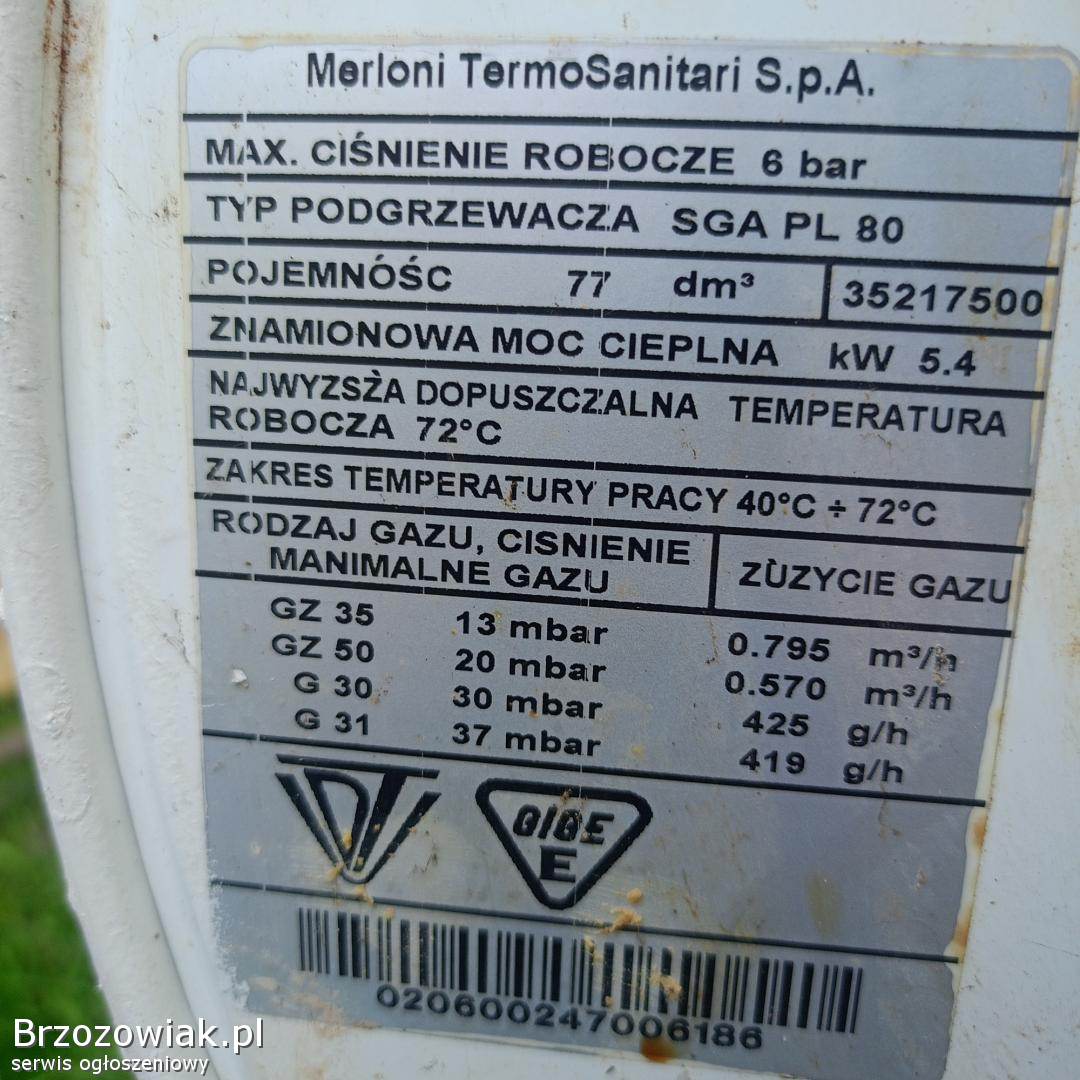 Merloni TermoSanitari S.p.A.
MAX. CIŚNIENIE ROBOCZE 6 bar
TYP PODGRZEWACZA SGA PL 80
POJEMNÓŚC 77 dm³ 35217500
ZNAMIONOWA MOC CIEPLNA kW 5.4
NAJWYZSŻA DOPUSZCZALNA TEMPERATURA
ROBOCZA 72°C
ZAKRES TEMPERATURY PRACY 40°C ÷ 72°C
RODZAJ GAZU, CISNIENIE
MANIMALNE GAZU
ZÙZYCIE GAZU
GZ 35 13 mbar 0.795 m³/h
GZ 50 20 mbar 0.570 m³/h
G 30 30 mbar 425 g/h
G 31 37 mbar 419 g/h
DT
GIGE
E
020600247006186
Brzozowiak.pl
serwis ogłoszeniowy